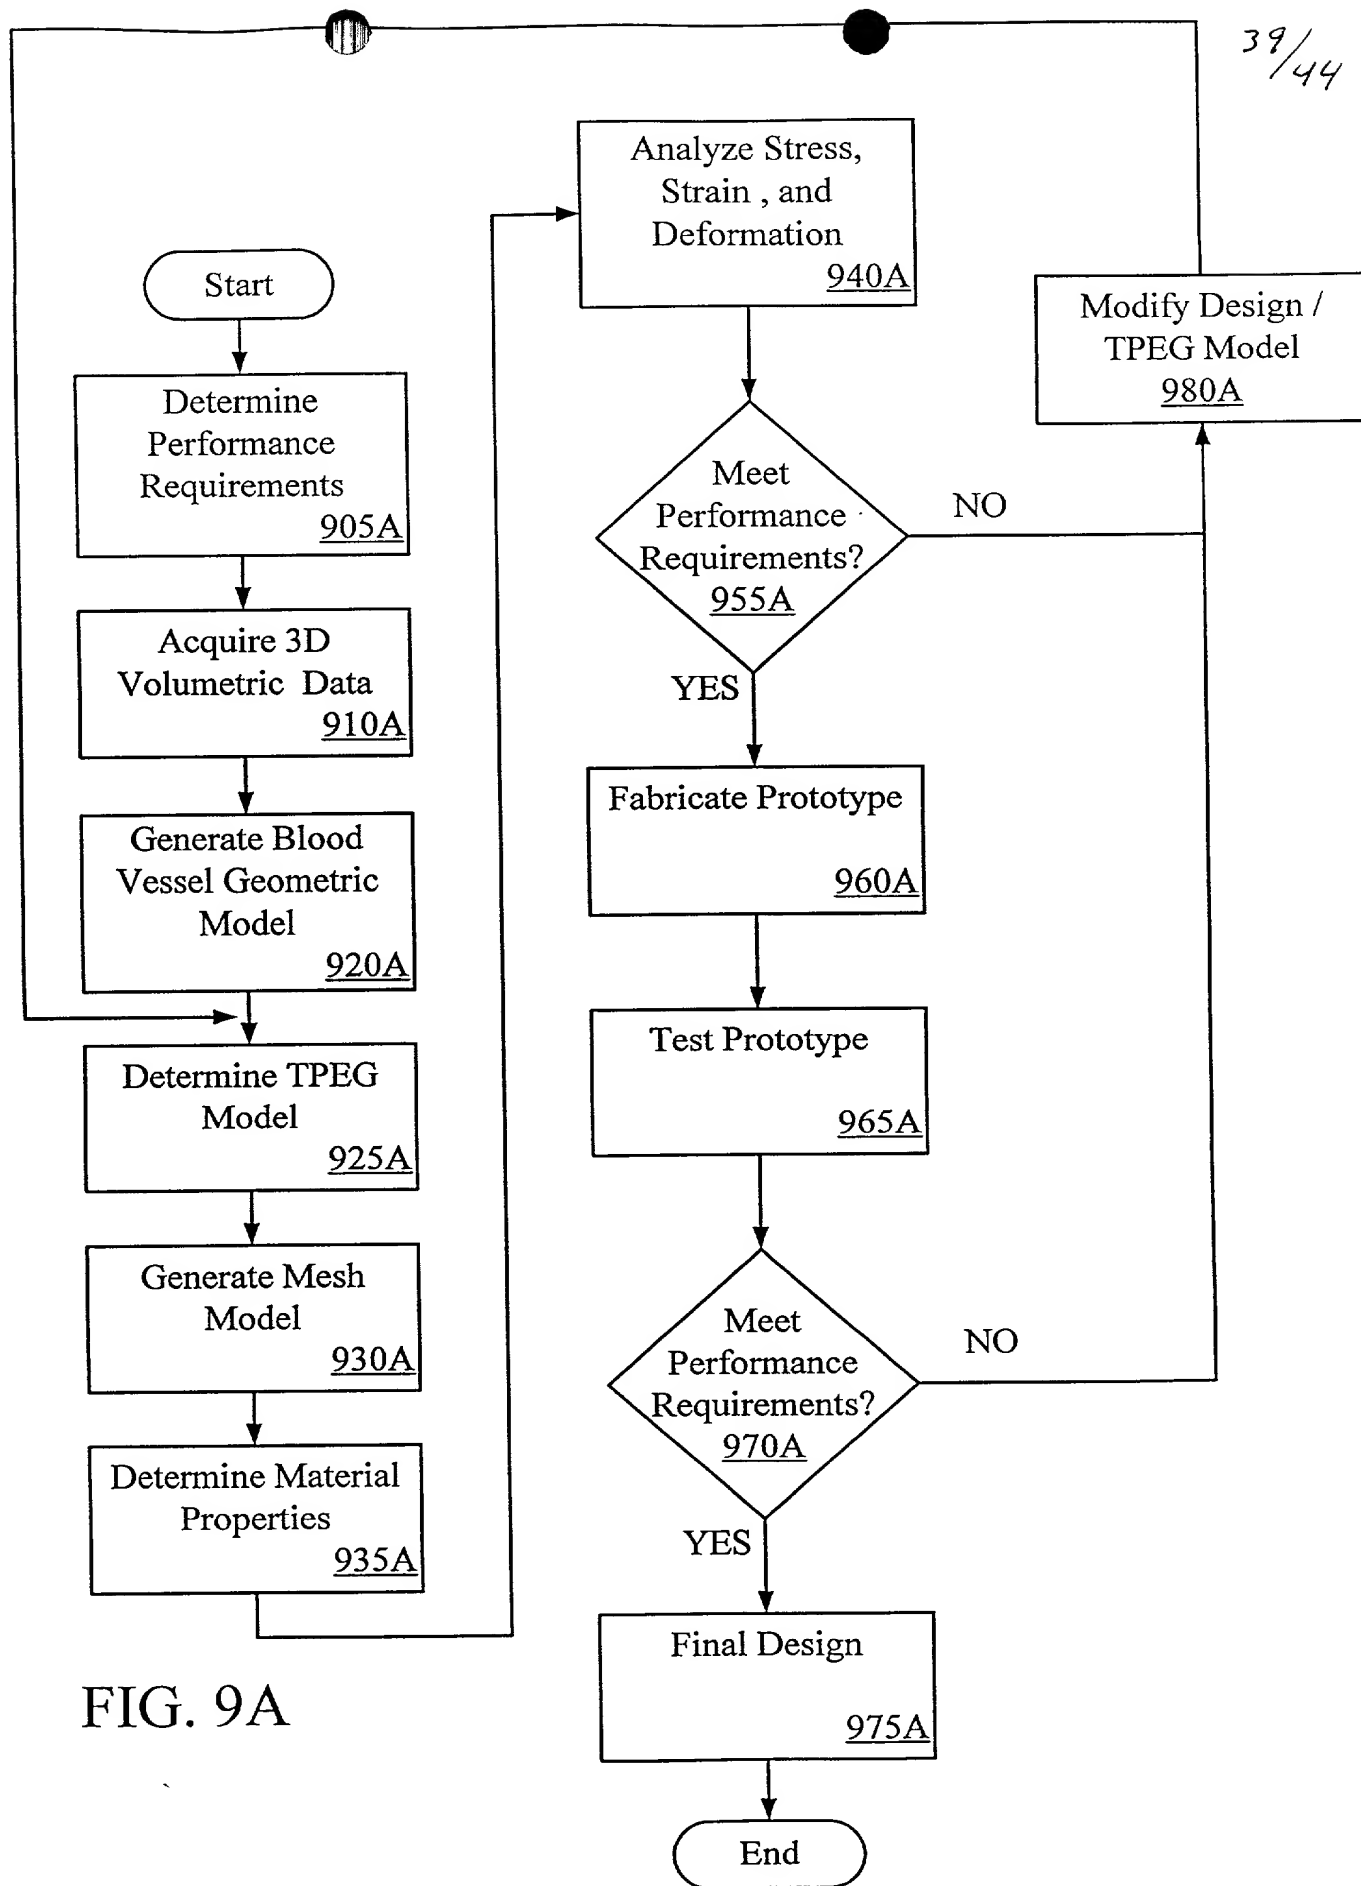 39/44
Start
Determine
Performance
Requirements
905A
Acquire 3D
Volumetric Data
910A
Generate Blood
Vessel Geometric
Model
920A
Determine TPEG
Model
925A
Generate Mesh
Model
930A
Determine Material
Properties
935A
Analyze Stress,
Strain , and
Deformation
940A
Meet
Performance
Requirements?
955A
NO
YES
Modify Design /
TPEG Model
980A
Fabricate Prototype
960A
Test Prototype
965A
Meet
Performance
Requirements?
970A
NO
YES
Final Design
975A
End
FIG. 9A